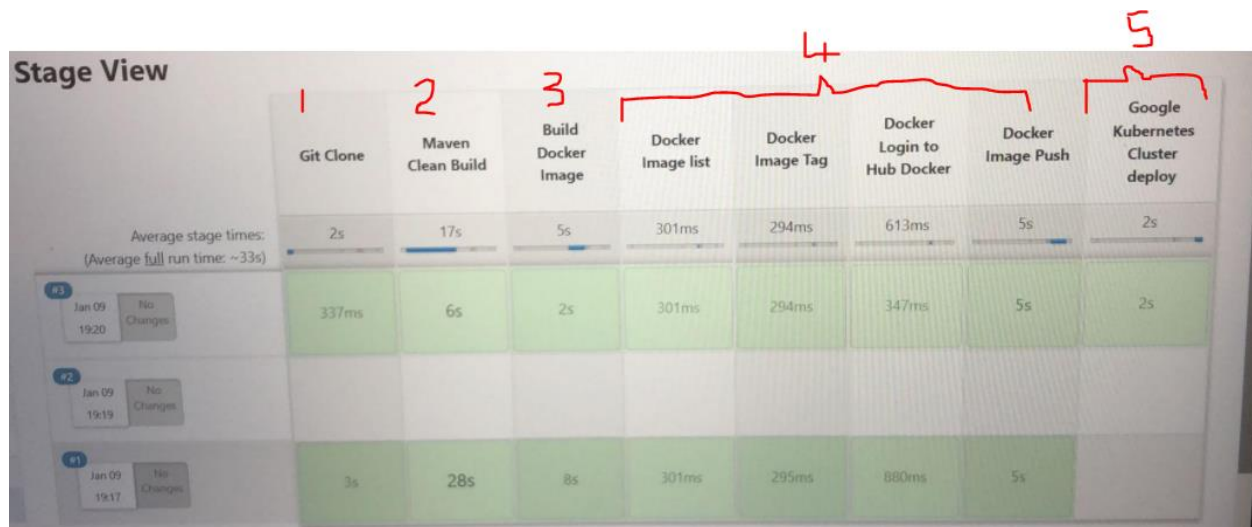 4
5
Stage View
1
2
3
Git Clone
Maven
Clean Build
Build
Docker
Image
Docker
Image list
Docker
Image Tag
Docker
Login to
Hub Docker
Docker
Image Push
Google
Kubernetes
Cluster
deploy
Average stage times:
(Average full run time: ~33s)
2s
17s
5s
301ms
294ms
613ms
5s
2s
#3
Jan 09
19:20
No
Changes
337ms
6s
2s
301ms
294ms
347ms
5s
2s
#2
Jan 09
19:19
No
Changes
#1
Jan 09
19:17
No
Changes
3s
28s
8s
301ms
295ms
880ms
5s